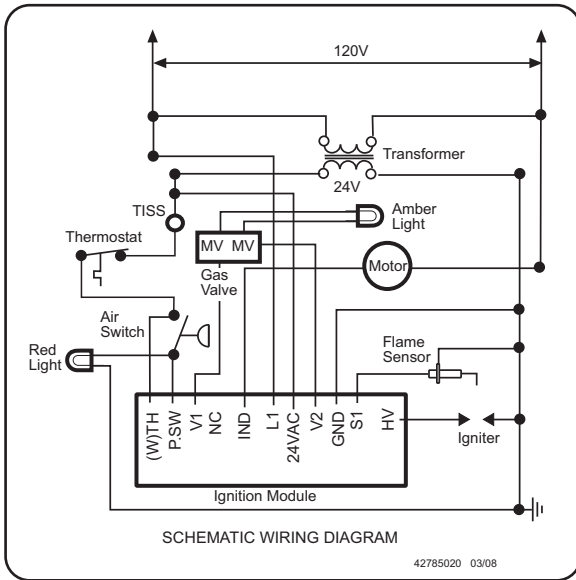 120V
Transformer
24V
TISS
Amber
Light
Thermostat
MV MV
Gas
Valve
Motor
Air
Switch
Red
Light
Flame
Sensor
(W)TH
P.SW
V1
NC
IND
L1
24VAC
V2
GND
S1
HV
Igniter
Ignition Module
SCHEMATIC WIRING DIAGRAM
42785020 03/08